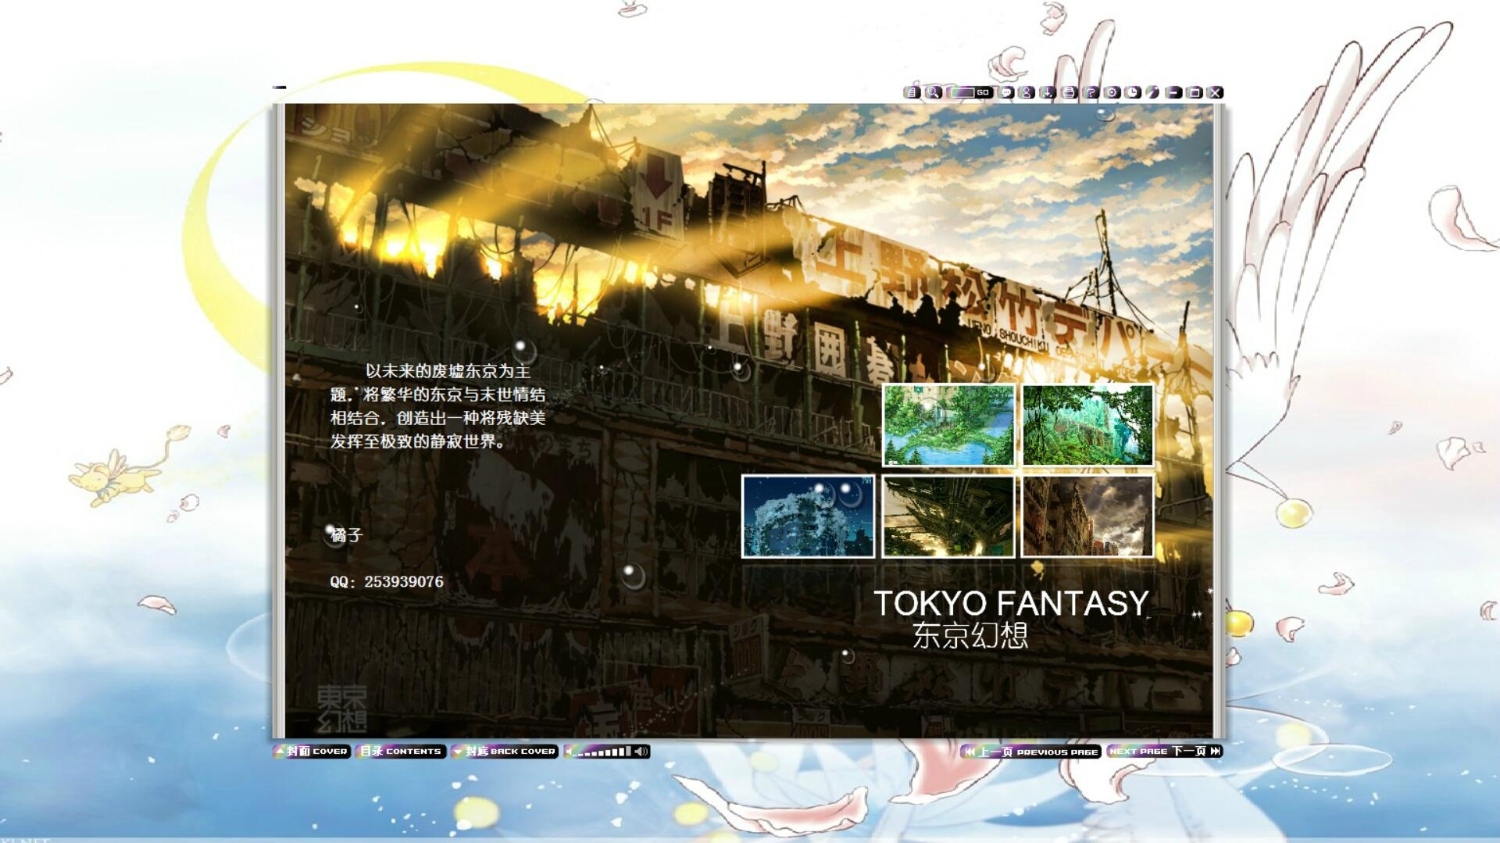 GO
ショ
1F
上野松竹デパート
UENO SHOUCHIKU
上野囲碁
以未来的废墟东京为主
题，将繁华的东京与末世情结
相结合，创造出一种将残缺美
发挥至极致的静寂世界。
橘子
QQ: 253939076
TOKYO FANTASY
东京幻想
東京
幻想
封面 COVER
目录 CONTENTS
封底 BACK COVER
上一页 PREVIOUS PAGE
NEXT PAGE 下一页